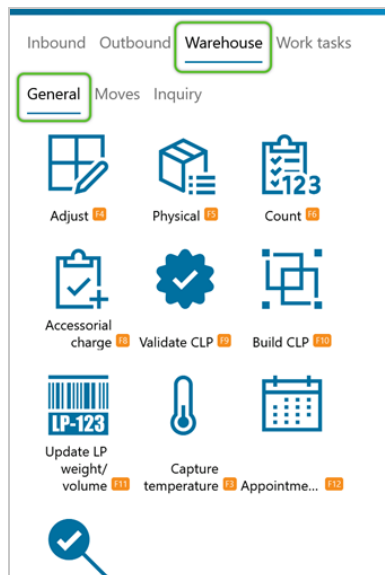 Inbound Outbound Warehouse Work tasks
General Moves Inquiry
123
Adjust F4 Physical F5 Count F6
Accessorial
charge F8 Validate CLP F9 Build CLP F10
LP-123
Update LP
weight/
volume F11 Capture
temperature F3 Appointme... F12